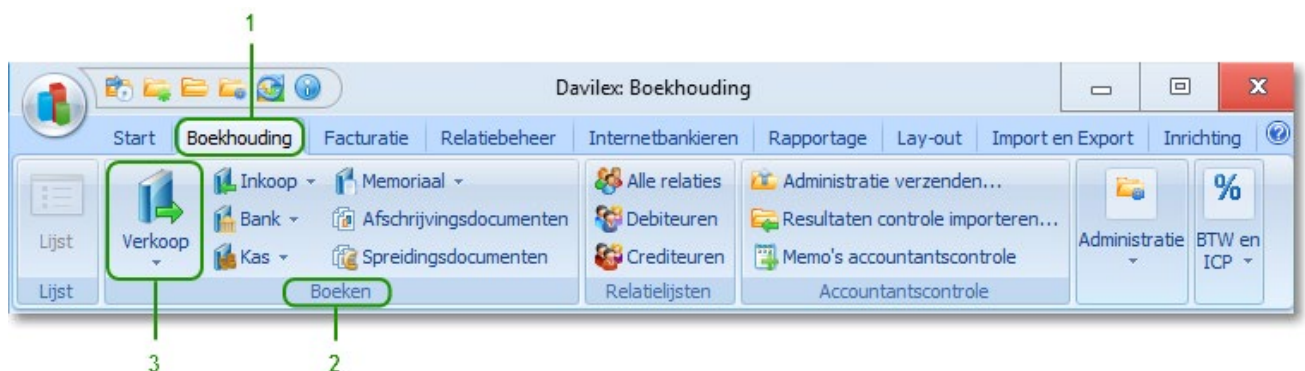 1
Davilex: Boekhouding
Start Boekhouding Facturatie Relatiebeheer Internetbankieren Rapportage Lay-out Import en Export Inrichting
Lijst
Verkoop
Inkoop
Bank
Kas
Memoriaal
Afschrijvingsdocumenten
Spreidingsdocumenten
Alle relaties
Debiteuren
Crediteuren
Administratie verzenden...
Resultaten controle importeren...
Memo's accountantscontrole
Administratie
%
BTW en
ICP
Lijst Boeken Relatielijsten Accountantscontrole
3 2